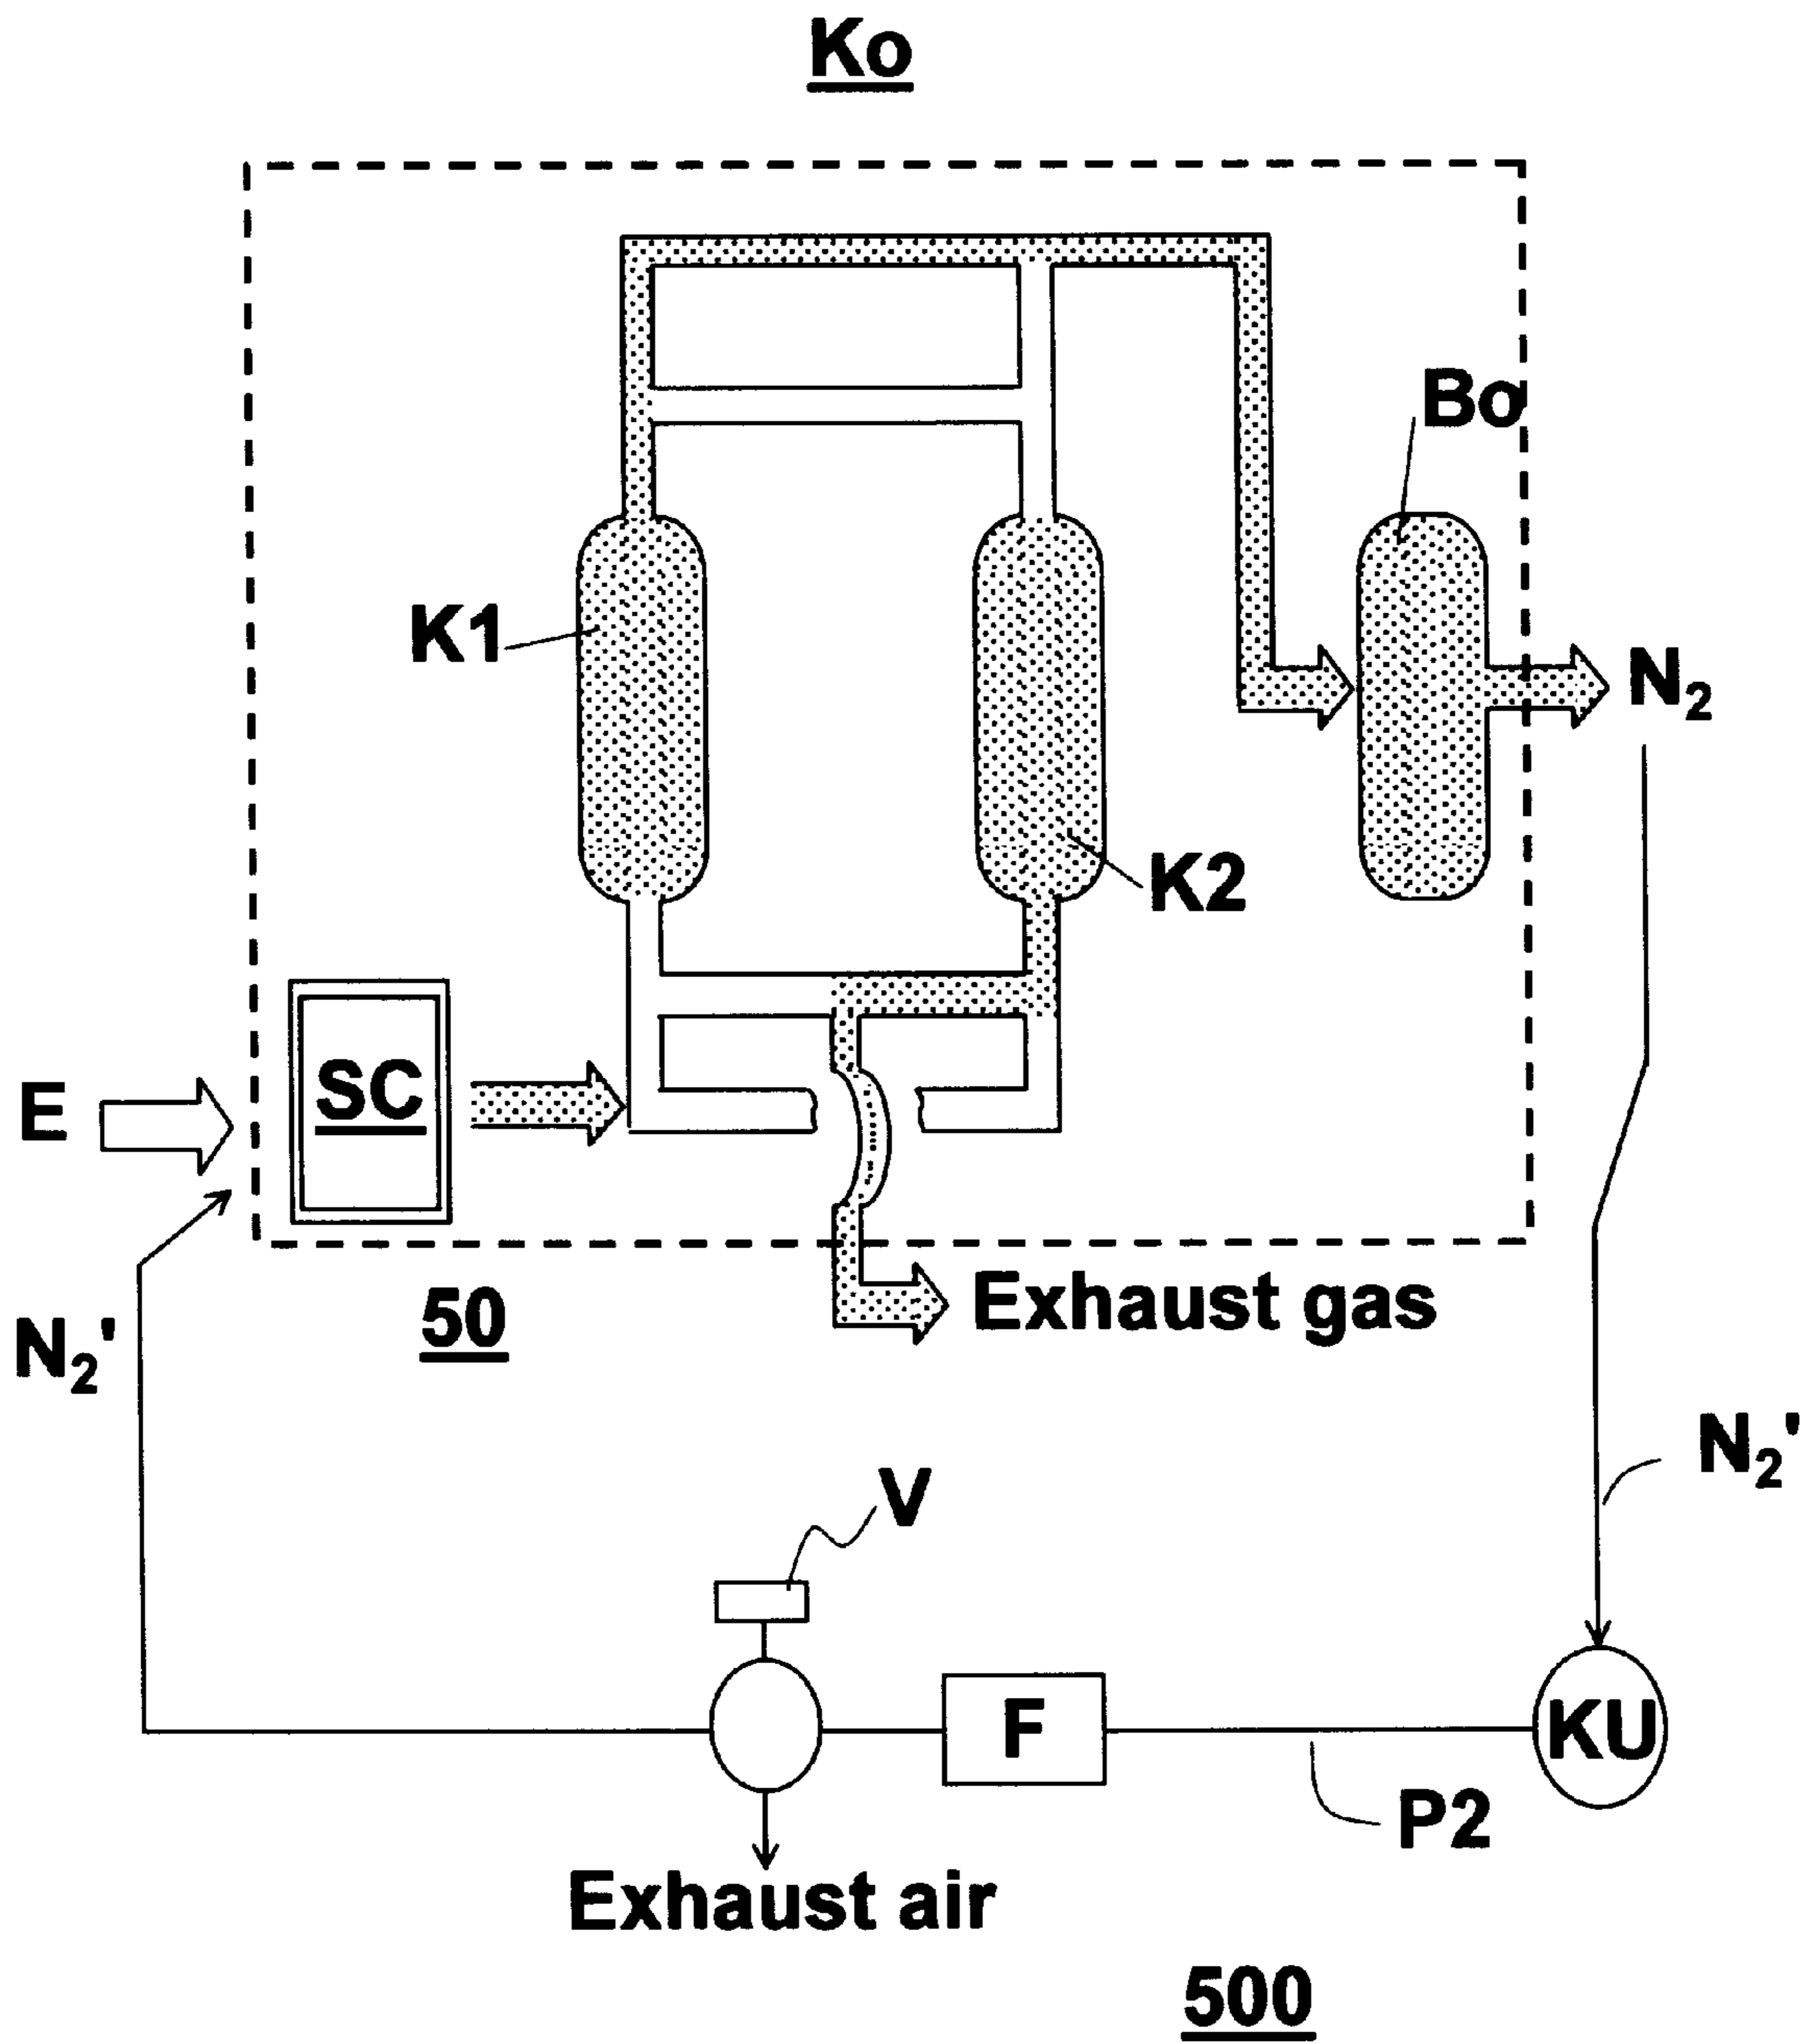 Ko
Bo
K1
N₂
K2
SC
E
Exhaust gas
50
N₂'
N₂'
V
F
KU
P2
Exhaust air
500